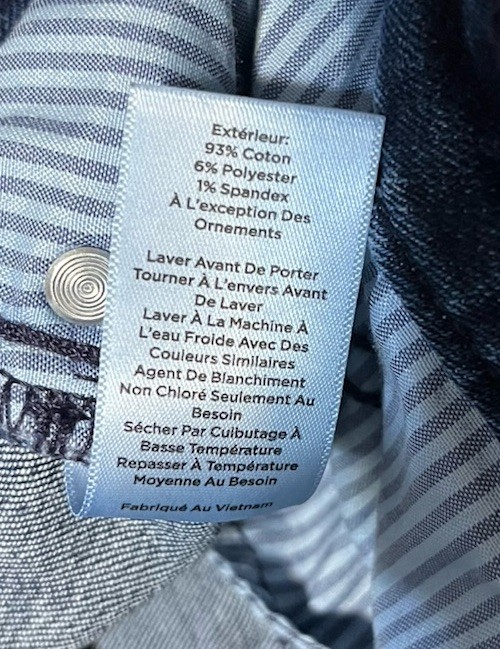 Extérieur:
93% Coton
6% Polyester
1% Spandex
À L'exception Des
Ornements
Laver Avant De Porter
Tourner À L'envers Avant
De Laver
Laver À La Machine À
L'eau Froide Avec Des
Couleurs Similaires
Agent De Blanchiment
Non Chloré Seulement Au
Besoin
Sécher Par Culbutage À
Basse Température
Repasser À Température
Moyenne Au Besoin
Fabriqué Au Vietnam